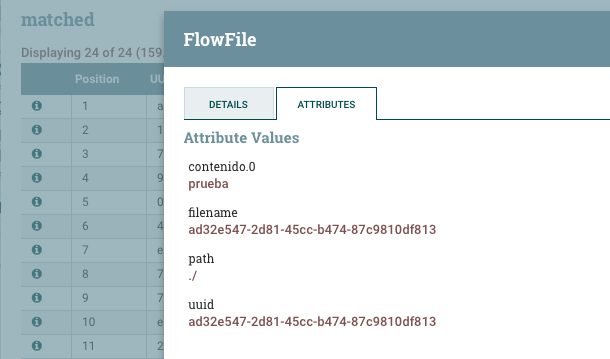 matched
FlowFile
Displaying 24 of 24 (159
Position UU
1 a
2 1
3 7
4 9
5 0
6 4
7 e
8 7
9 7
10 e
11 2
DETAILS ATTRIBUTES
Attribute Values
contenido.0
prueba
filename
ad32e547-2d81-45cc-b474-87c9810df813
path
./
uuid
ad32e547-2d81-45cc-b474-87c9810df813